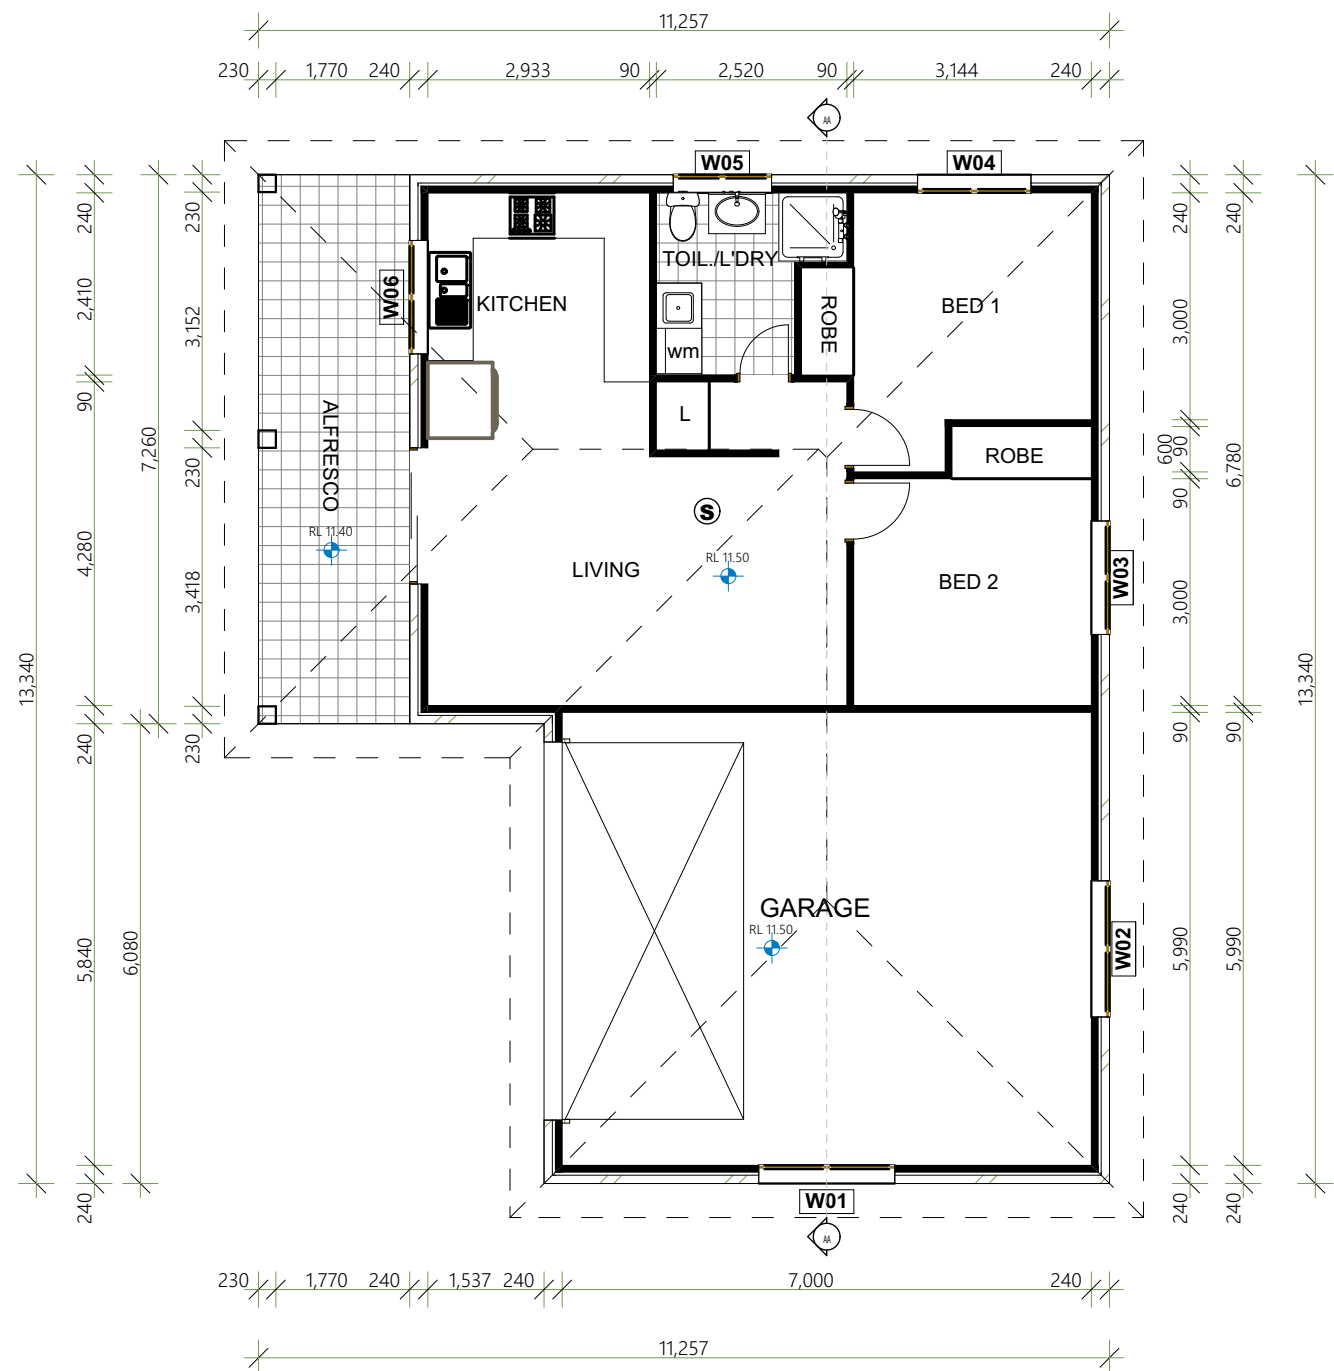 11,257
230 1,770 240 2,933 90 2,520 90 3,144 240
AA
W05
W04
240
2,410
90
4,280
240
5,840
240
13,340
7,260
6,080
230
3,152
230
3,418
230
W06
KITCHEN
TOIL./L'DRY
wm
ROBE
BED 1
L
ROBE
ALFRESCO
RL 11.40
S
LIVING
RL 11.50
BED 2
W03
GARAGE
RL 11.50
W02
W01
AA
240
3,000
90
600
90
3,000
90
5,990
240
240
6,780
90
5,990
240
13,340
230 1,770 240 1,537 240 7,000 240
11,257